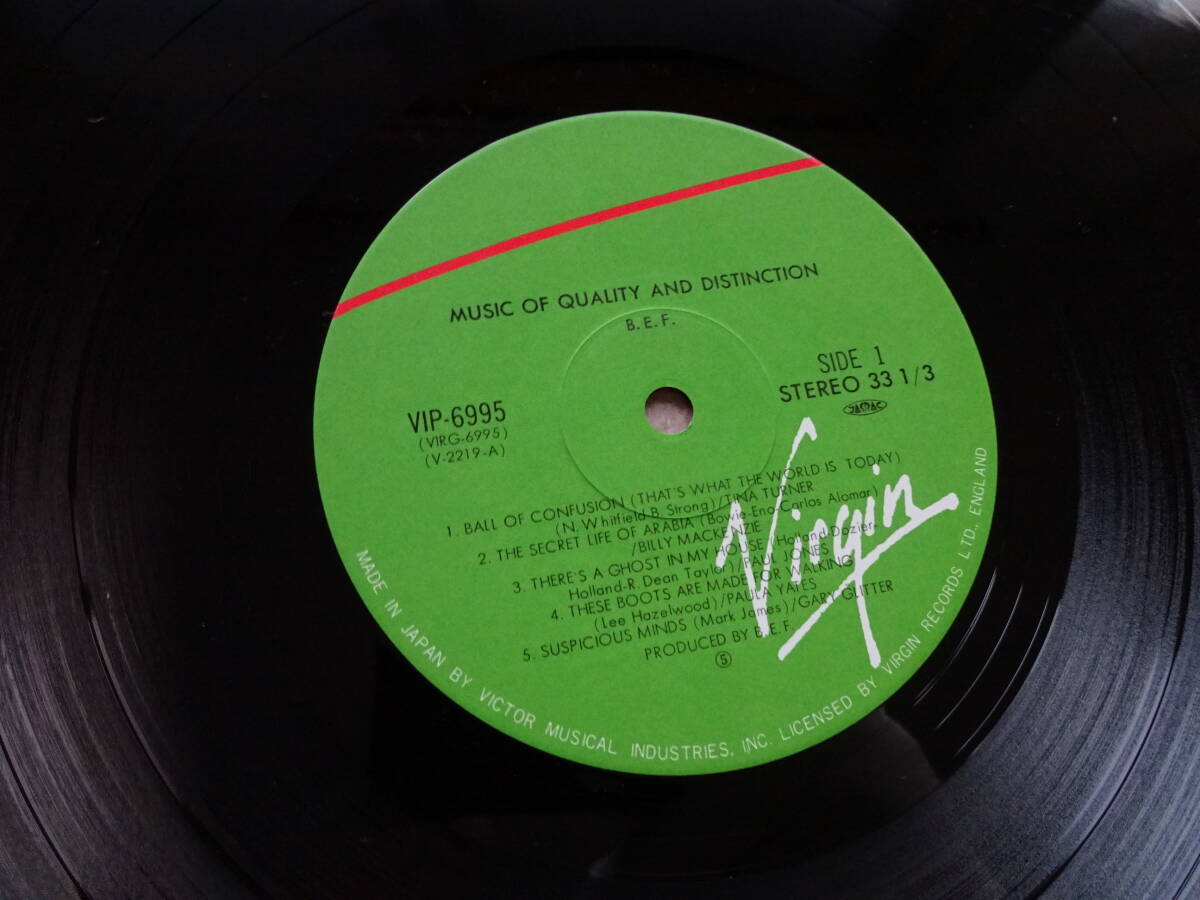 MUSIC OF QUALITY AND DISTINCTION
B.E.F.
SIDE 1
STEREO 33 1/3
JASRAC
VIP-6995
(VIRG-6995)
(V-2219-A)
1. BALL OF CONFUSION (THAT'S WHAT THE WORLD IS TODAY)
(N. Whitfield B. Strong)/TINA TURNER
2. THE SECRET LIFE OF ARABIA (Bowie-Eno-Carlos Alomar)
/BILLY MACKENZIE
3. THERE'S A GHOST IN MY HOUSE (Holland Dozier-
Holland-R. Dean Taylor)/PAUL JONES
4. THESE BOOTS ARE MADE FOR WALKING
(Lee Hazelwood)/PAULA YATES
5. SUSPICIOUS MINDS (Mark James)/GARY GLITTER
PRODUCED BY B.E.F.
⑤
Virgin
MADE IN JAPAN BY VICTOR MUSICAL INDUSTRIES, INC. LICENSED BY VIRGIN RECORDS LTD., ENGLAND